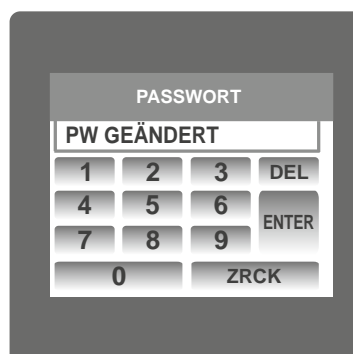 PASSWORT
PW GEÄNDERT
1 2 3 DEL
4 5 6 ENTER
7 8 9
0 ZRCK